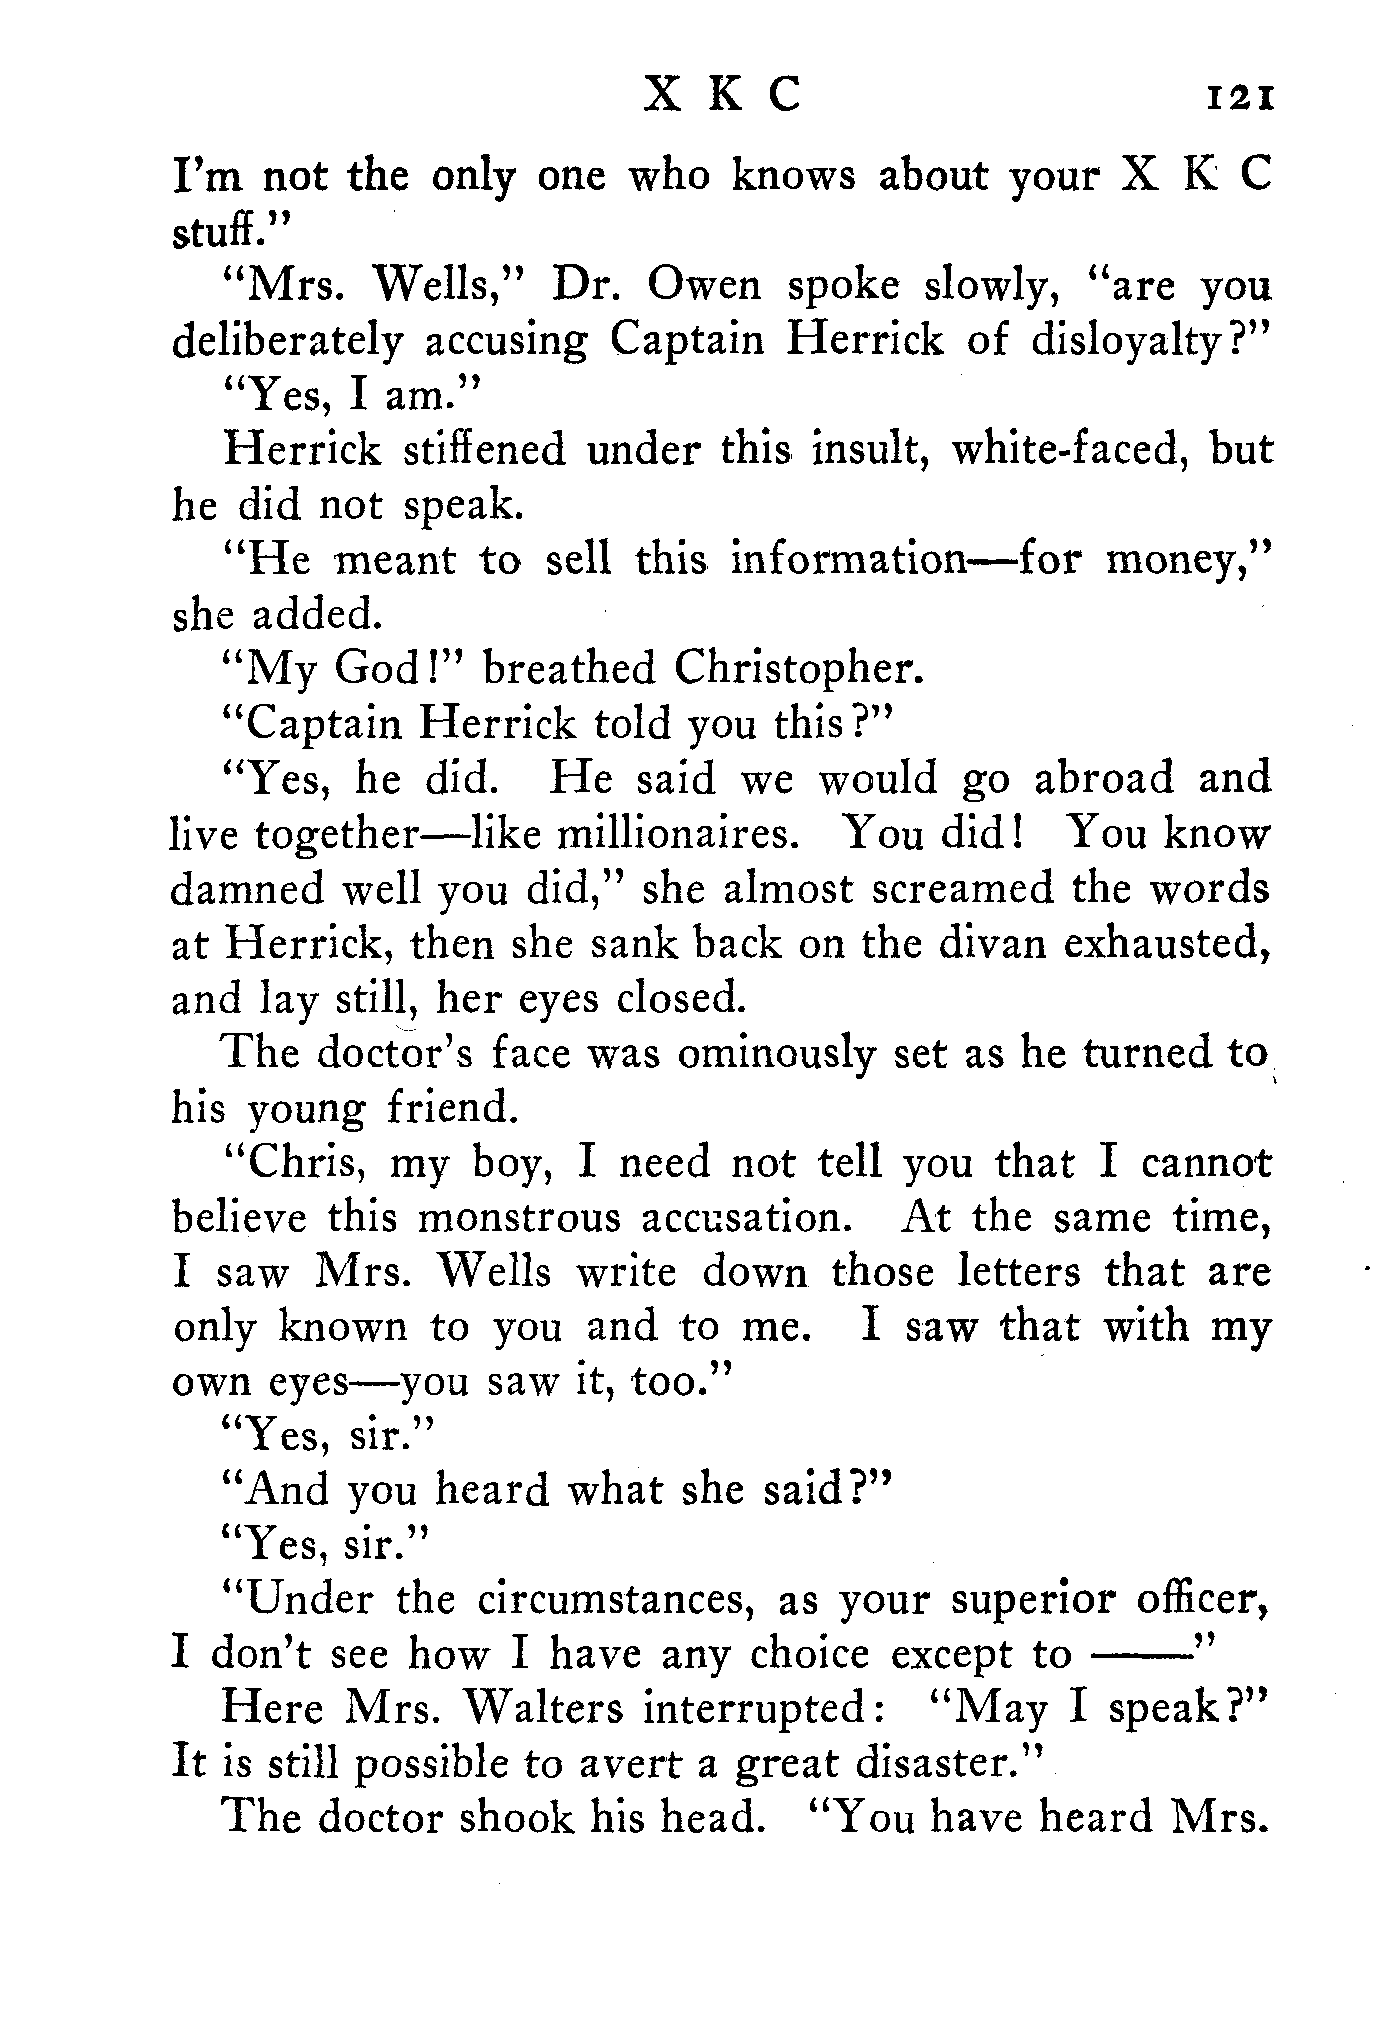 X K C 121
I'm not the only one who knows about your X K C
stuff."
"Mrs. Wells," Dr. Owen spoke slowly, "are you
deliberately accusing Captain Herrick of disloyalty?"
"Yes, I am."
Herrick stiffened under this insult, white-faced, but
he did not speak.
"He meant to sell this information—for money,"
she added.
"My God!" breathed Christopher.
"Captain Herrick told you this?"
"Yes, he did. He said we would go abroad and
live together—like millionaires. You did! You know
damned well you did," she almost screamed the words
at Herrick, then she sank back on the divan exhausted,
and lay still, her eyes closed.
The doctor's face was ominously set as he turned to
his young friend.
"Chris, my boy, I need not tell you that I cannot
believe this monstrous accusation. At the same time,
I saw Mrs. Wells write down those letters that are
only known to you and to me. I saw that with my
own eyes—you saw it, too."
"Yes, sir."
"And you heard what she said?"
"Yes, sir."
"Under the circumstances, as your superior officer,
I don't see how I have any choice except to ——"
Here Mrs. Walters interrupted: "May I speak?"
It is still possible to avert a great disaster."
The doctor shook his head. "You have heard Mrs.